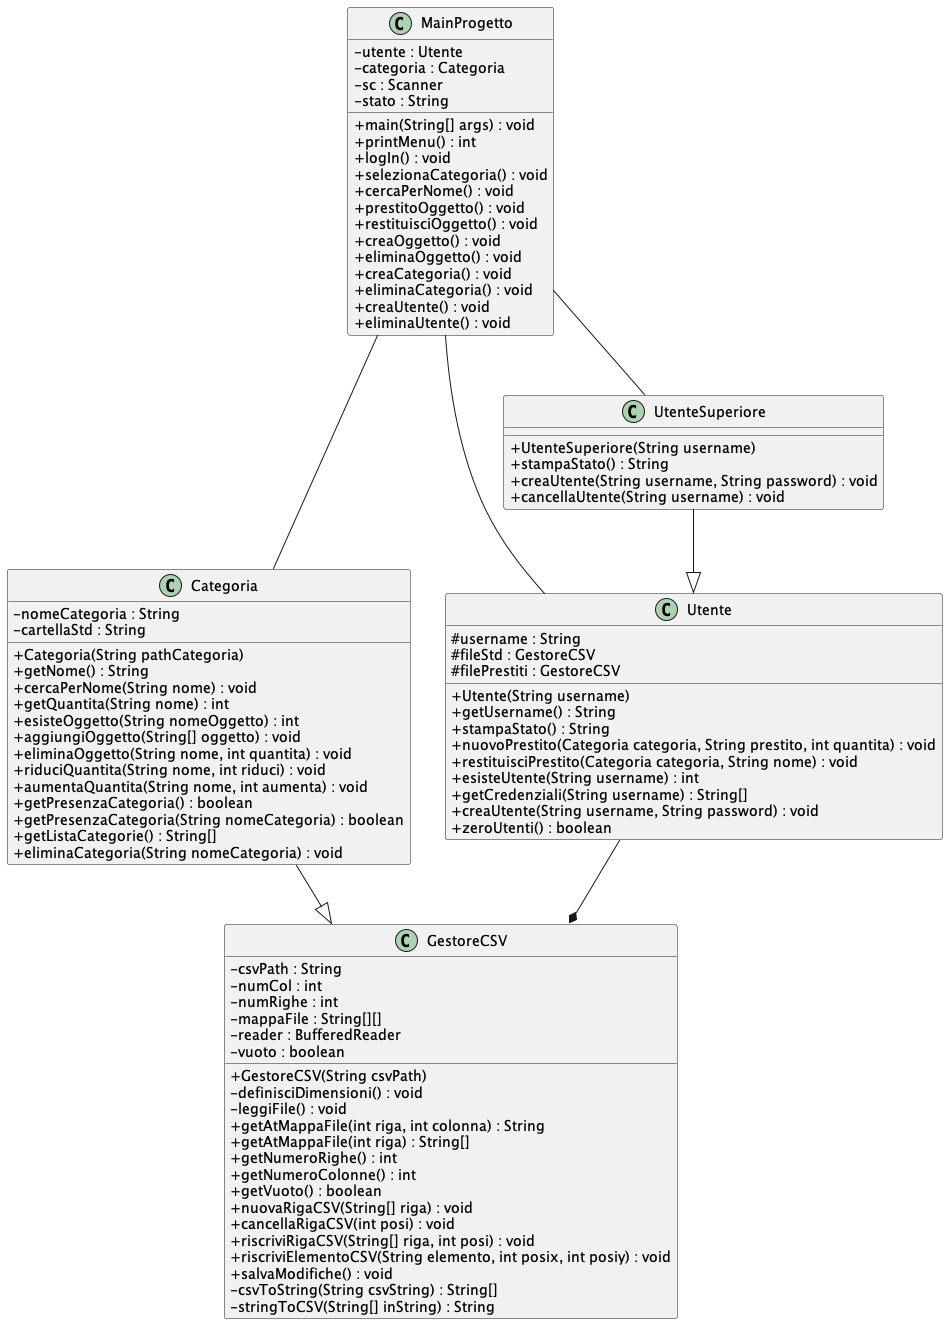 C MainProgetto
-utente : Utente
-categoria : Categoria
-sc : Scanner
-stato : String
+main(String[] args) : void
+printMenu() : int
+logIn() : void
+selezionaCategoria() : void
+cercaPerNome() : void
+prestitoOggetto() : void
+restituisciOggetto() : void
+creaOggetto() : void
+eliminaOggetto() : void
+creaCategoria() : void
+eliminaCategoria() : void
+creaUtente() : void
+eliminaUtente() : void
C UtenteSuperiore
+UtenteSuperiore(String username)
+stampaStato() : String
+creaUtente(String username, String password) : void
+cancellaUtente(String username) : void
C Categoria
-nomeCategoria : String
-cartellaStd : String
+Categoria(String pathCategoria)
+getNome() : String
+cercaPerNome(String nome) : void
+getQuantita(String nome) : int
+esisteOggetto(String nomeOggetto) : int
+aggiungiOggetto(String[] oggetto) : void
+eliminaOggetto(String nome, int quantita) : void
+riduciQuantita(String nome, int riduci) : void
+aumentaQuantita(String nome, int aumenta) : void
+getPresenzaCategoria() : boolean
+getPresenzaCategoria(String nomeCategoria) : boolean
+getListaCategorie() : String[]
+eliminaCategoria(String nomeCategoria) : void
C Utente
#username : String
#fileStd : GestoreCSV
#filePrestiti : GestoreCSV
+Utente(String username)
+getUsername() : String
+stampaStato() : String
+nuovoPrestito(Categoria categoria, String prestito, int quantita) : void
+restituisciPrestito(Categoria categoria, String nome) : void
+esisteUtente(String username) : int
+getCredenziali(String username) : String[]
+creaUtente(String username, String password) : void
+zeroUtenti() : boolean
C GestoreCSV
-csvPath : String
-numCol : int
-numRighe : int
-mappaFile : String[][]
-reader : BufferedReader
-vuoto : boolean
+GestoreCSV(String csvPath)
-definisciDimensioni() : void
-leggiFile() : void
+getAtMappaFile(int riga, int colonna) : String
+getAtMappaFile(int riga) : String[]
+getNumeroRighe() : int
+getNumeroColonne() : int
+getVuoto() : boolean
+nuovaRigaCSV(String[] riga) : void
+cancellaRigaCSV(int posi) : void
+riscriviRigaCSV(String[] riga, int posi) : void
+riscriviElementoCSV(String elemento, int posix, int posiy) : void
+salvaModifiche() : void
-csvToString(String csvString) : String[]
-stringToCSV(String[] inString) : String